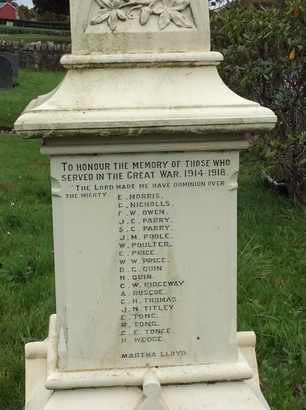 TO HONOUR THE MEMORY OF THOSE WHO
SERVED IN THE GREAT WAR. 1914-1918.
"THE LORD MADE ME HAVE DOMINION OVER
THE MIGHTY.
E. MORRIS.
C. NICHOLLS.
F. W. OWEN.
J. C. PARRY.
S. C. PARRY.
J. M. POOLE.
W. POULTER.
E. PRICE.
W. W. PRICE.
D. C. QUIN.
N. QUIN.
C. W. RIDGEWAY
A. ROSCOE.
C. H. THOMAS.
J. N. TITLEY.
E. TONG.
R. TONG.
C. E. TONGE.
H. WEDGE.
MARTHA LLOYD.